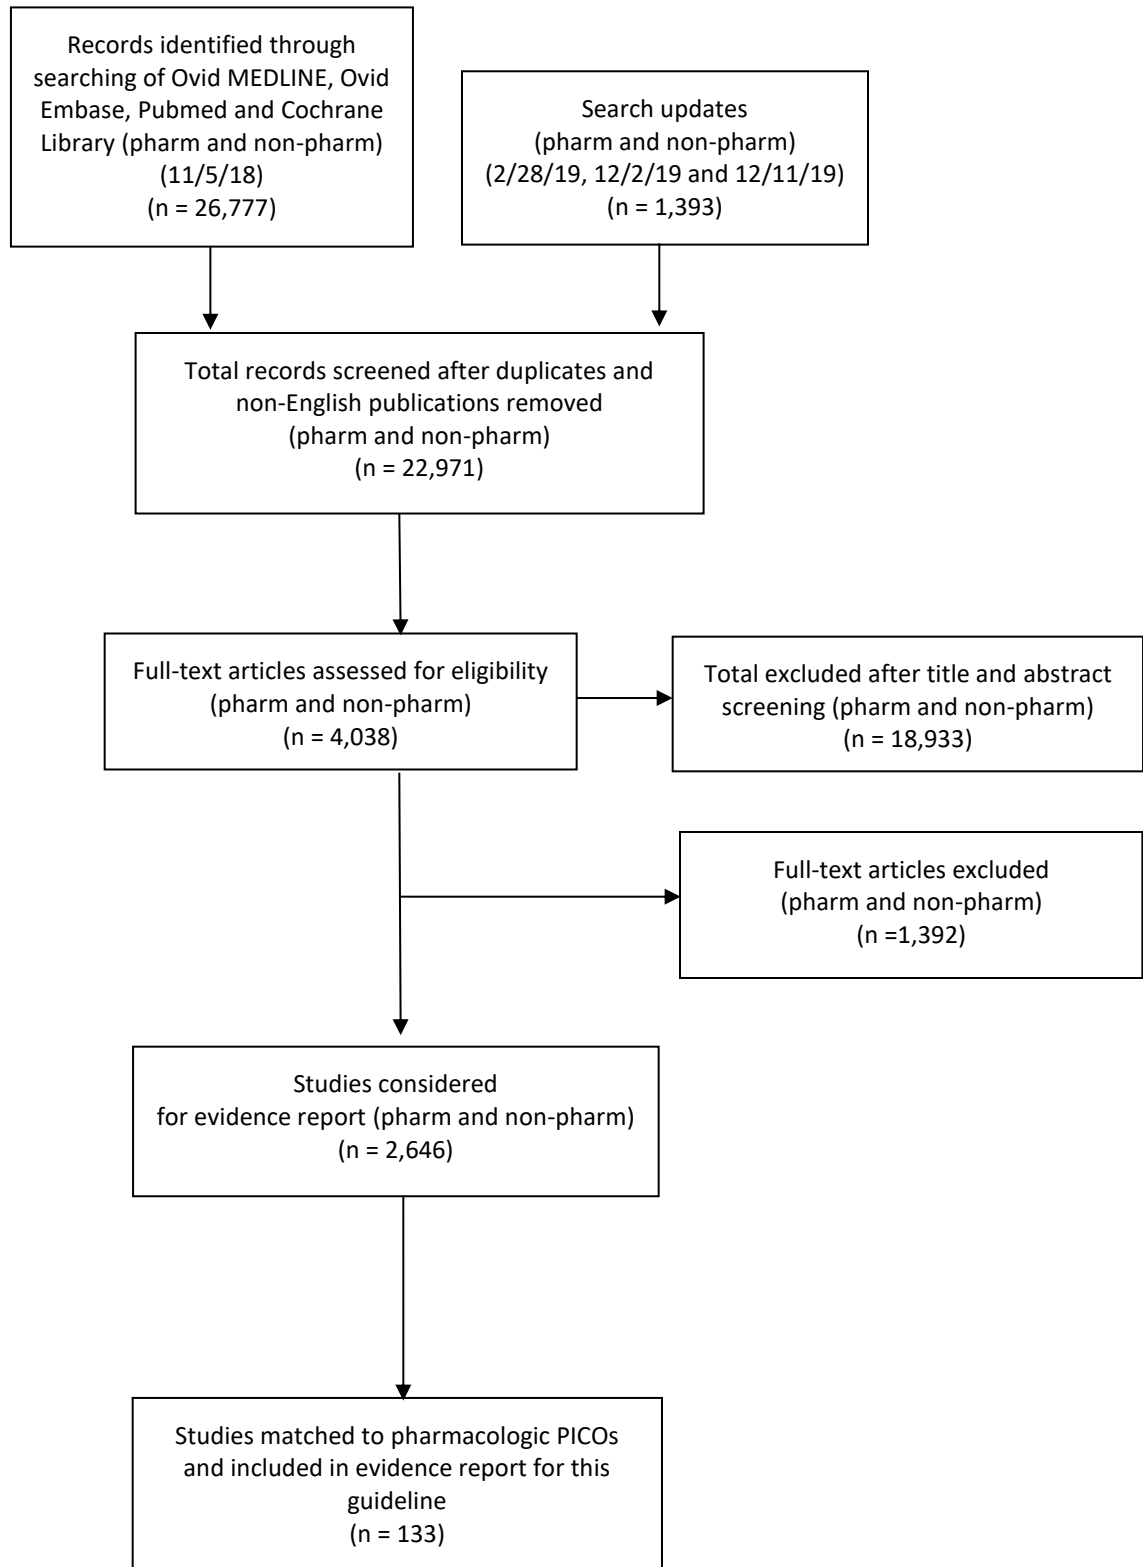 Records identified through
searching of Ovid MEDLINE, Ovid
Embase, Pubmed and Cochrane
Library (pharm and non-pharm)
(11/5/18)
(n = 26,777)
Search updates
(pharm and non-pharm)
(2/28/19, 12/2/19 and 12/11/19)
(n = 1,393)
Total records screened after duplicates and
non-English publications removed
(pharm and non-pharm)
(n = 22,971)
Full-text articles assessed for eligibility
(pharm and non-pharm)
(n = 4,038)
Total excluded after title and abstract
screening (pharm and non-pharm)
(n = 18,933)
Full-text articles excluded
(pharm and non-pharm)
(n =1,392)
Studies considered
for evidence report (pharm and non-pharm)
(n = 2,646)
Studies matched to pharmacologic PICOs
and included in evidence report for this
guideline
(n = 133)